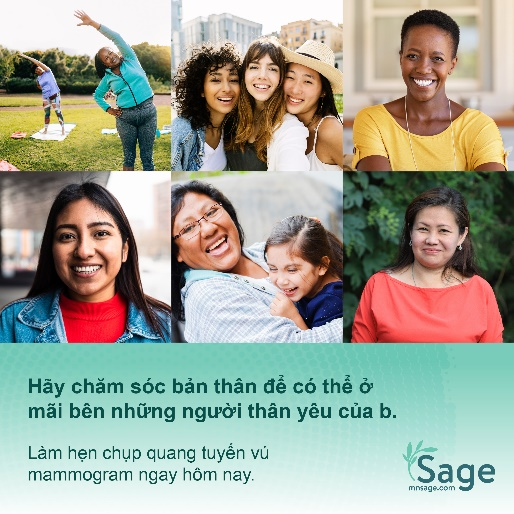 Hãy chăm sóc bản thân để có thể ở
mãi bên những người thân yêu của b.
Làm hẹn chụp quang tuyến vú
mammogram ngay hôm nay.
Sage
mnsage.com